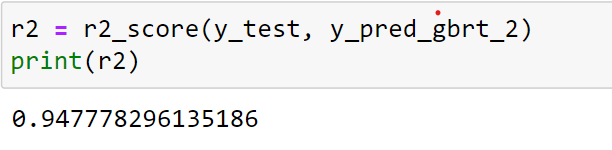 r2 = r2_score(y_test, y_pred_gbrt_2)
print(r2)
0.947778296135186